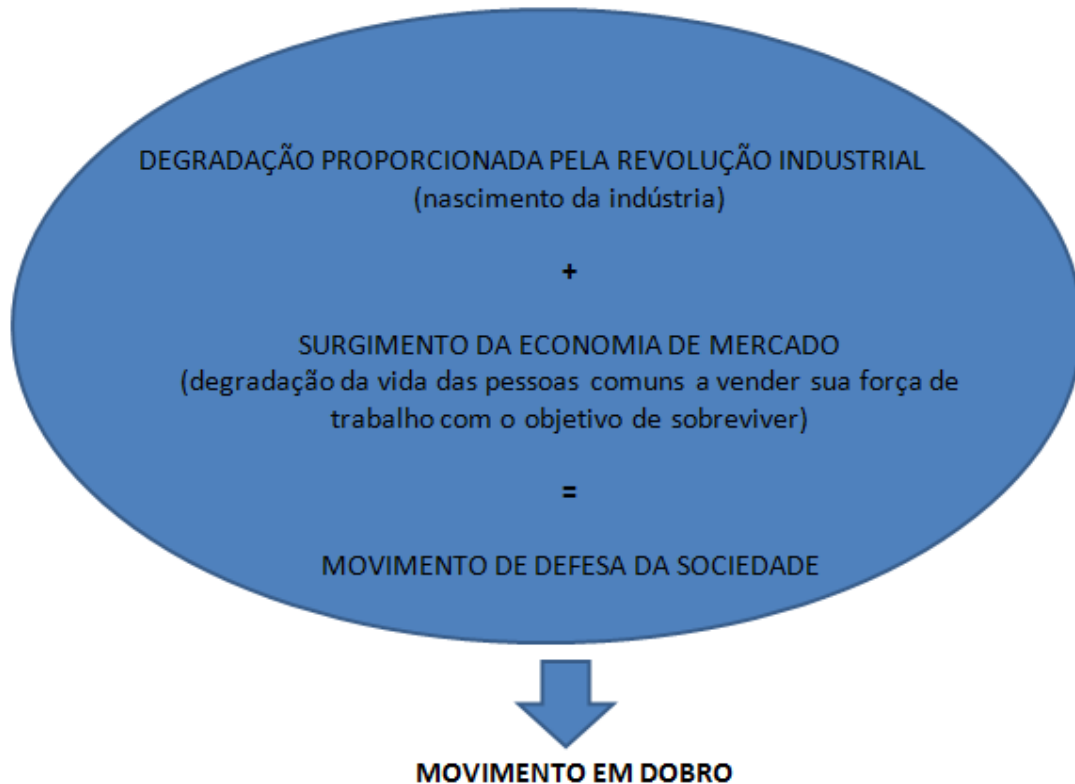 DEGRADAÇÃO PROPORCIONADA PELA REVOLUÇÃO INDUSTRIAL
(nascimento da indústria)
+
SURGIMENTO DA ECONOMIA DE MERCADO
(degradação da vida das pessoas comuns a vender sua força de
trabalho com o objetivo de sobreviver)
=
MOVIMENTO DE DEFESA DA SOCIEDADE
MOVIMENTO EM DOBRO